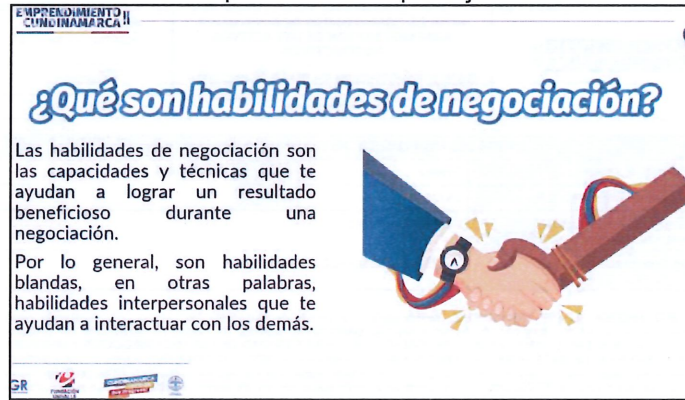 EMPRENDIMIENTO
CUNDINAMARCA!!
¿Qué son habilidades de negociación?
Las habilidades de negociación son
las capacidades y técnicas que te
ayudan a lograr un resultado
beneficioso durante una
negociación.
Por lo general, son habilidades
blandas, en otras palabras,
habilidades interpersonales que te
ayudan a interactuar con los demás.
GR
FUNDACIÓN
CUNDINAMARCA